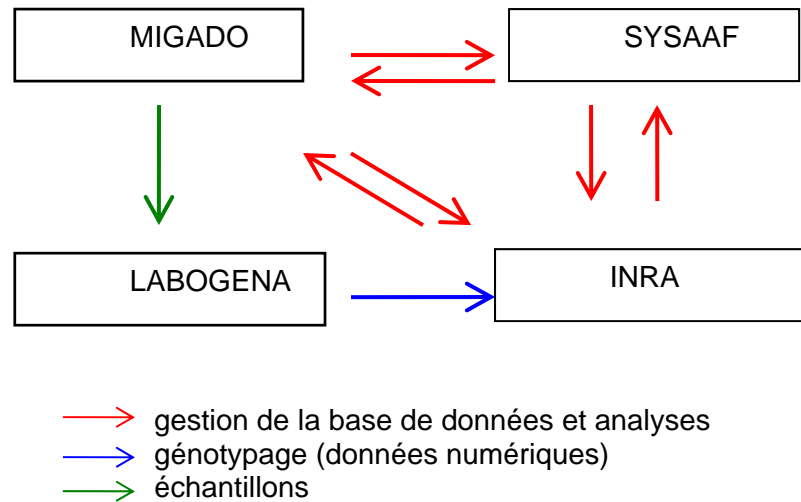 MIGADO
SYSAAF
LABOGENA
INRA
gestion de la base de données et analyses
génotypage (données numériques)
échantillons